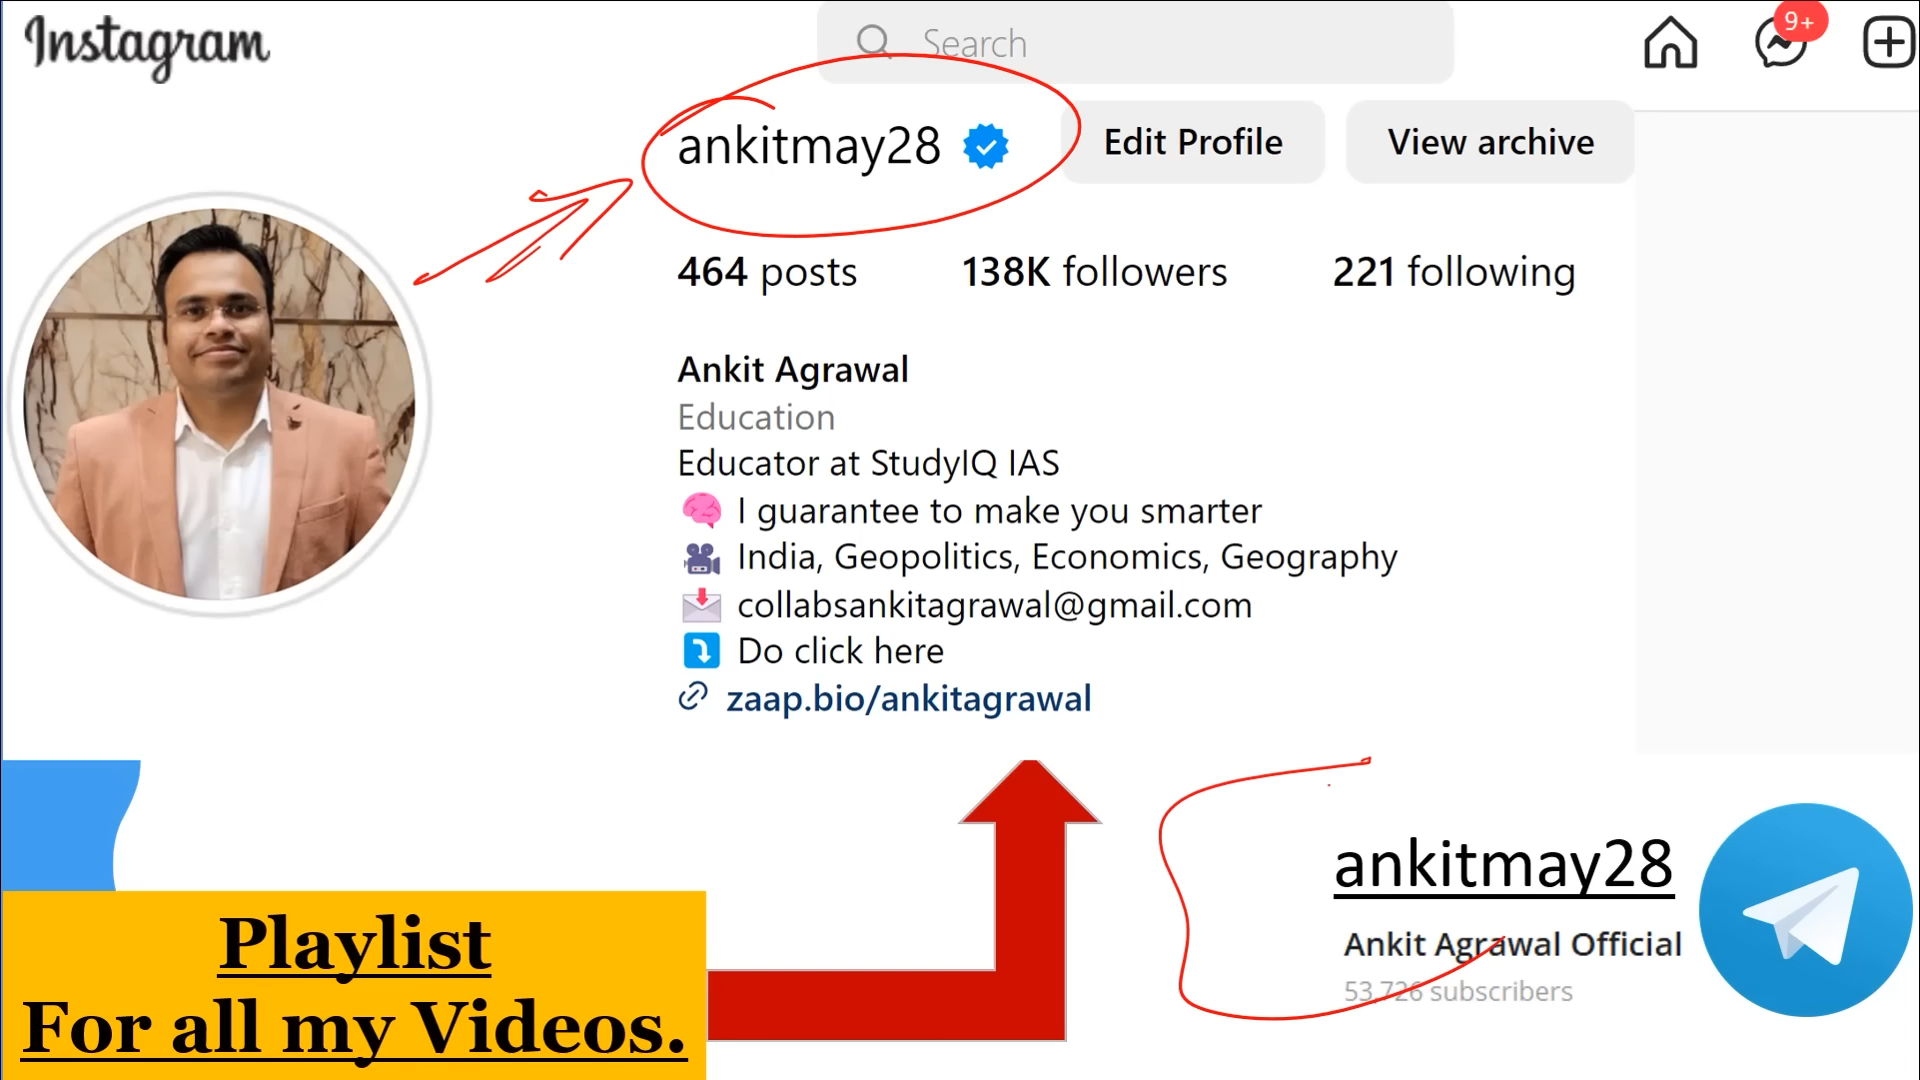 Instagram
Search
9+
ankitmay28
Edit Profile
View archive
464 posts
138K followers
221 following
Ankit Agrawal
Education
Educator at StudyIQ IAS
I guarantee to make you smarter
India, Geopolitics, Economics, Geography
collabsankitagrawal@gmail.com
Do click here
zaap.bio/ankitagrawal
ankitmay28
Ankit Agrawal Official
53,726 subscribers
Playlist
For all my Videos.